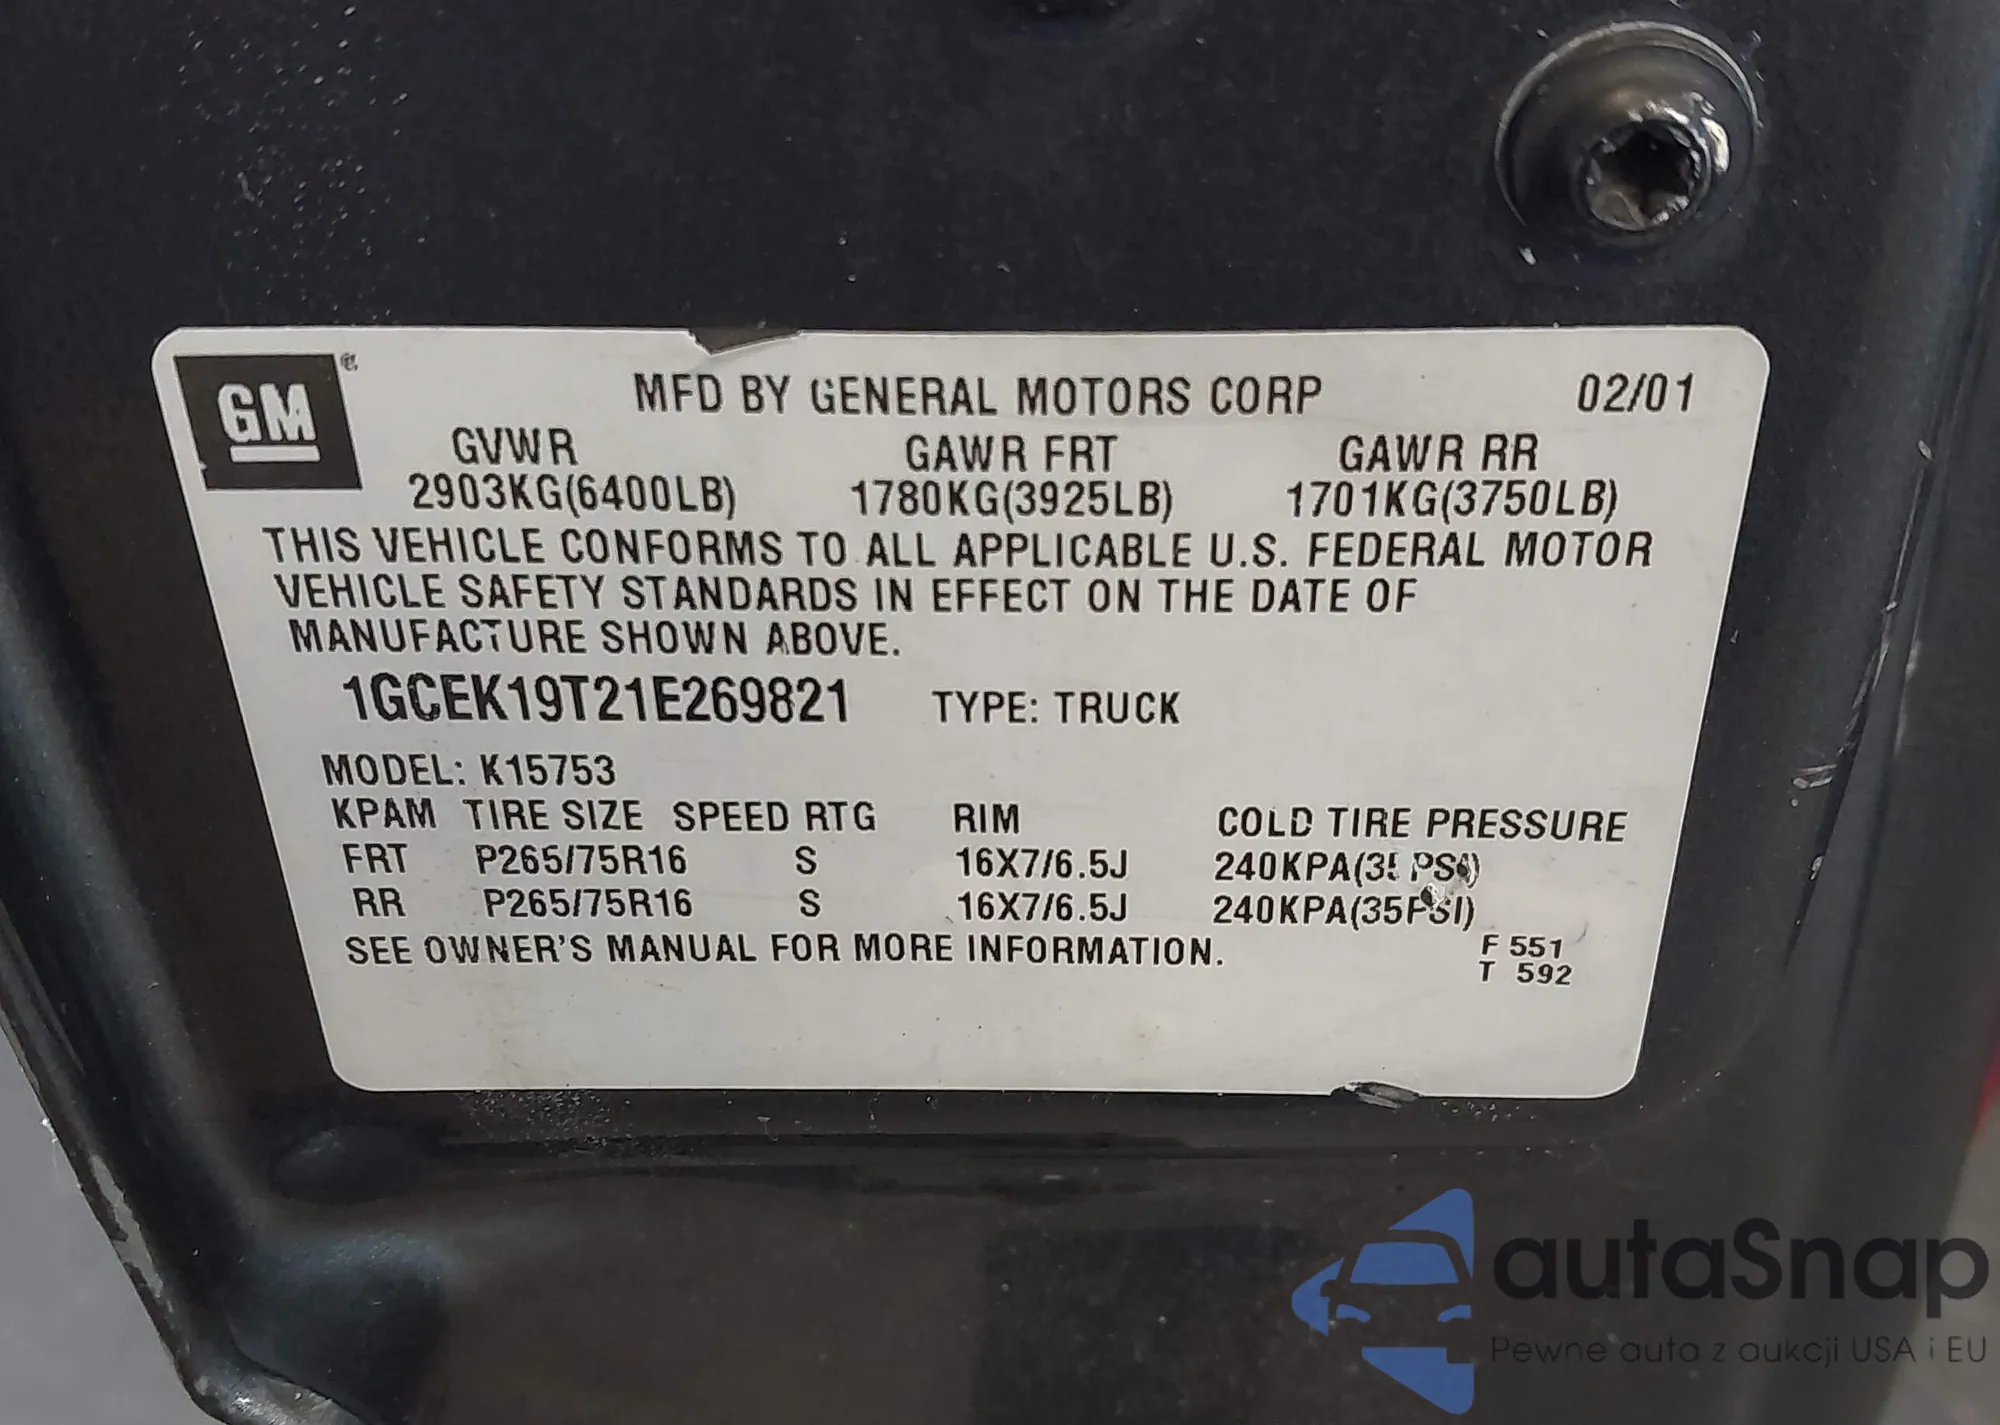 GM ®
MFD BY GENERAL MOTORS CORP 02/01
GVWR GAWR FRT GAWR RR
2903KG(6400LB) 1780KG(3925LB) 1701KG(3750LB)
THIS VEHICLE CONFORMS TO ALL APPLICABLE U.S. FEDERAL MOTOR
VEHICLE SAFETY STANDARDS IN EFFECT ON THE DATE OF
MANUFACTURE SHOWN ABOVE.
1GCEK19T21E269821 TYPE: TRUCK
MODEL: K15753
KPAM TIRE SIZE SPEED RTG RIM COLD TIRE PRESSURE
FRT P265/75R16 S 16X7/6.5J 240KPA(35PSI)
RR P265/75R16 S 16X7/6.5J 240KPA(35PSI)
SEE OWNER'S MANUAL FOR MORE INFORMATION.
F 551
T 592
autaSnap
Pewne auta z aukcji USA i EU